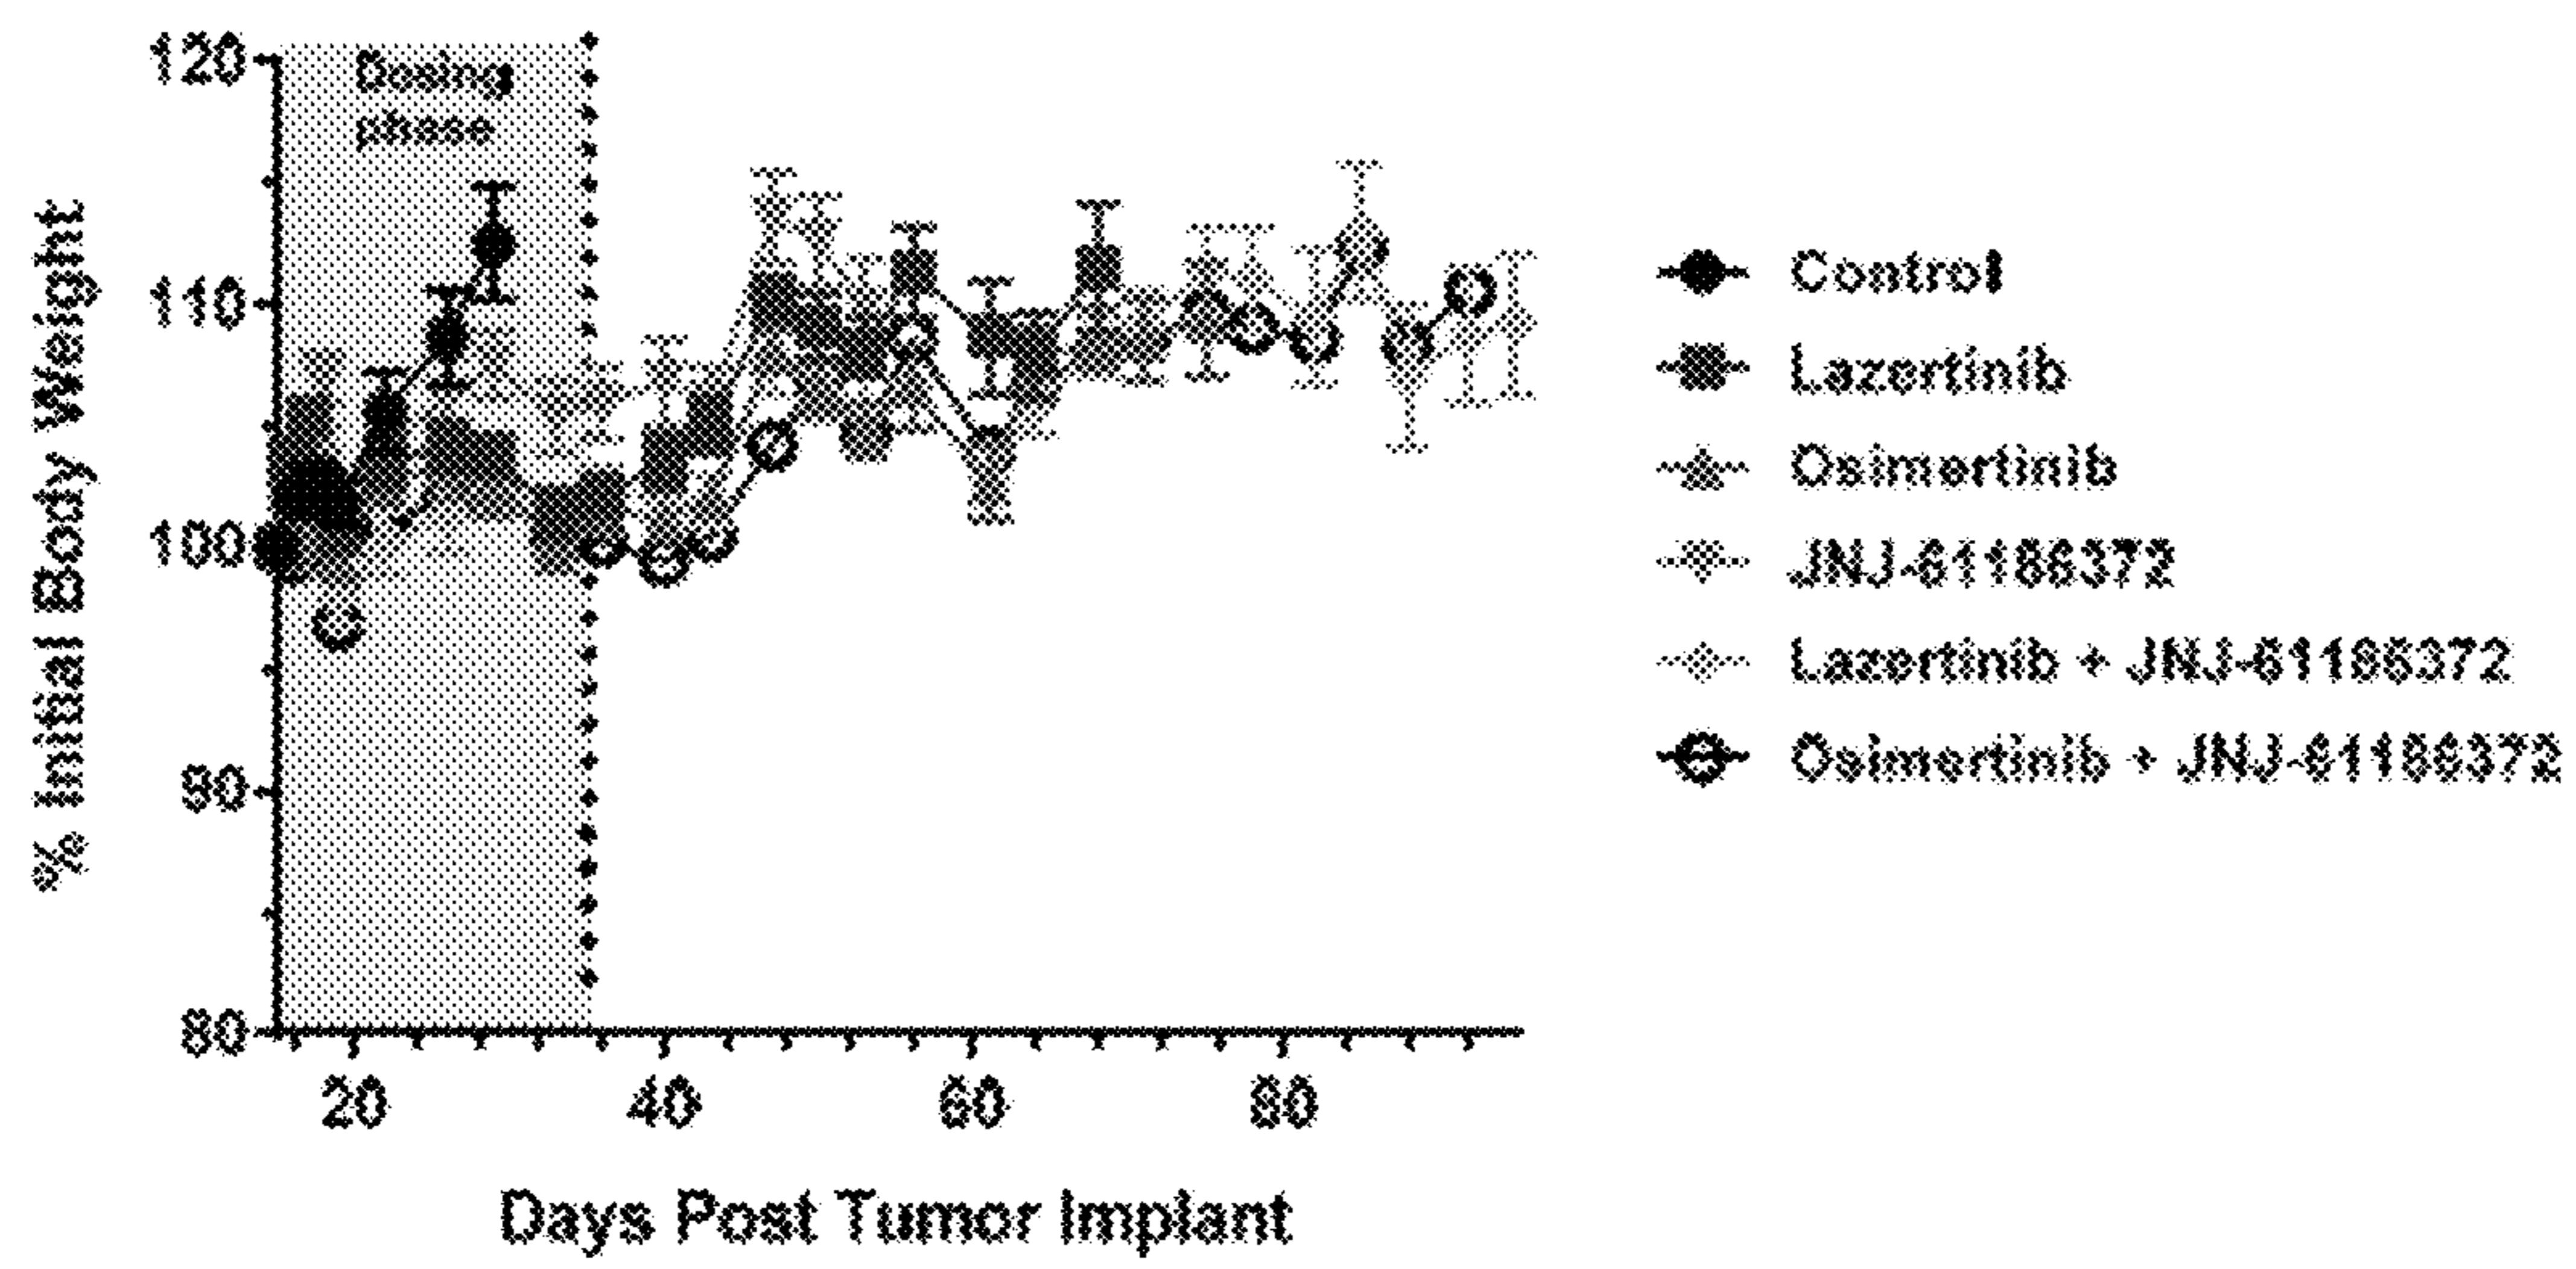 120
Dosing
phase
110
100
90
80
% Initial Body Weight
20 40 60 80
Days Post Tumor Implant
Control
Lazertinib
Osimertinib
JNJ-61186372
Lazertinib + JNJ-61186372
Osimertinib + JNJ-61186372